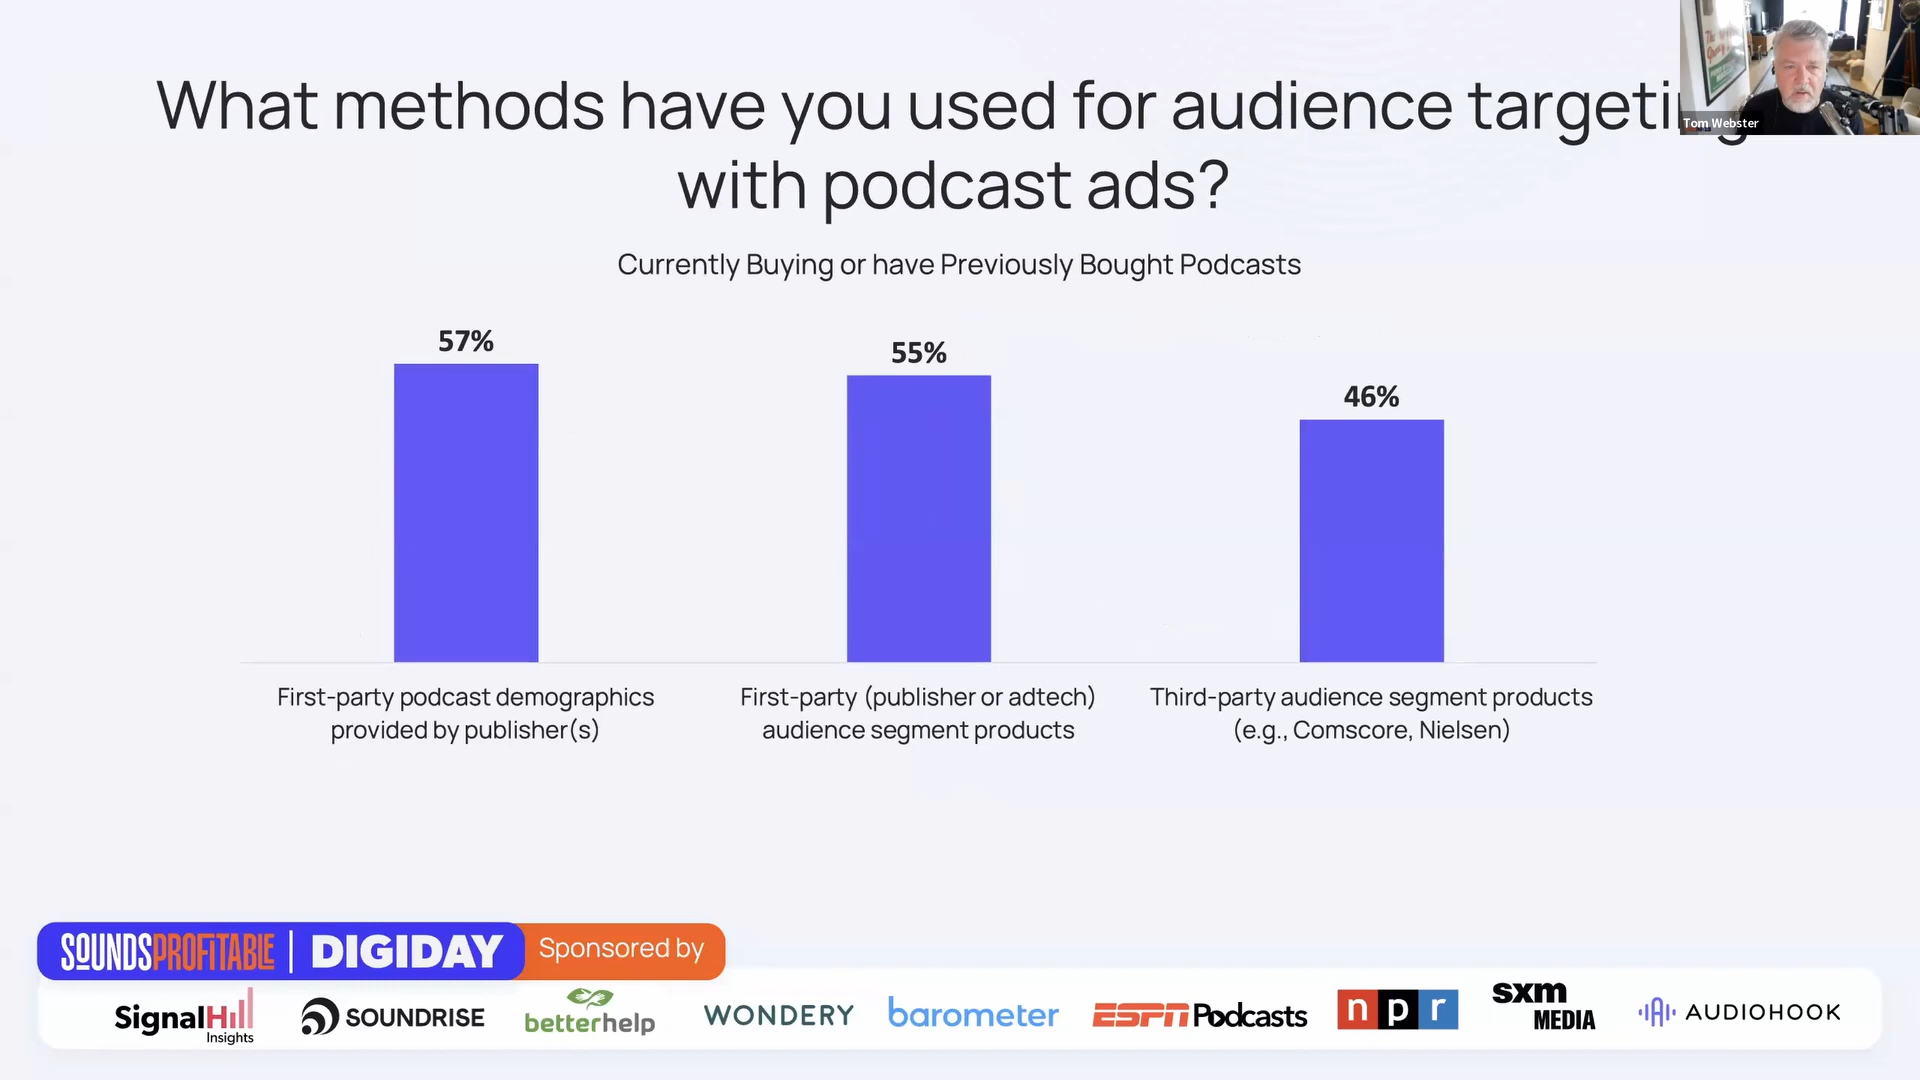 What methods have you used for audience targeting
with podcast ads?
Tom Webster
Currently Buying or have Previously Bought Podcasts
57%
55%
46%
First-party podcast demographics
provided by publisher(s)
First-party (publisher or adtech)
audience segment products
Third-party audience segment products
(e.g., Comscore, Nielsen)
SOUNDSPROFITABLE | DIGIDAY Sponsored by
SignalHill
Insights
SOUNDRISE
betterhelp
WONDERY
barometer
ESPN Podcasts
npr
sxm
MEDIA
AUDIOHOOK